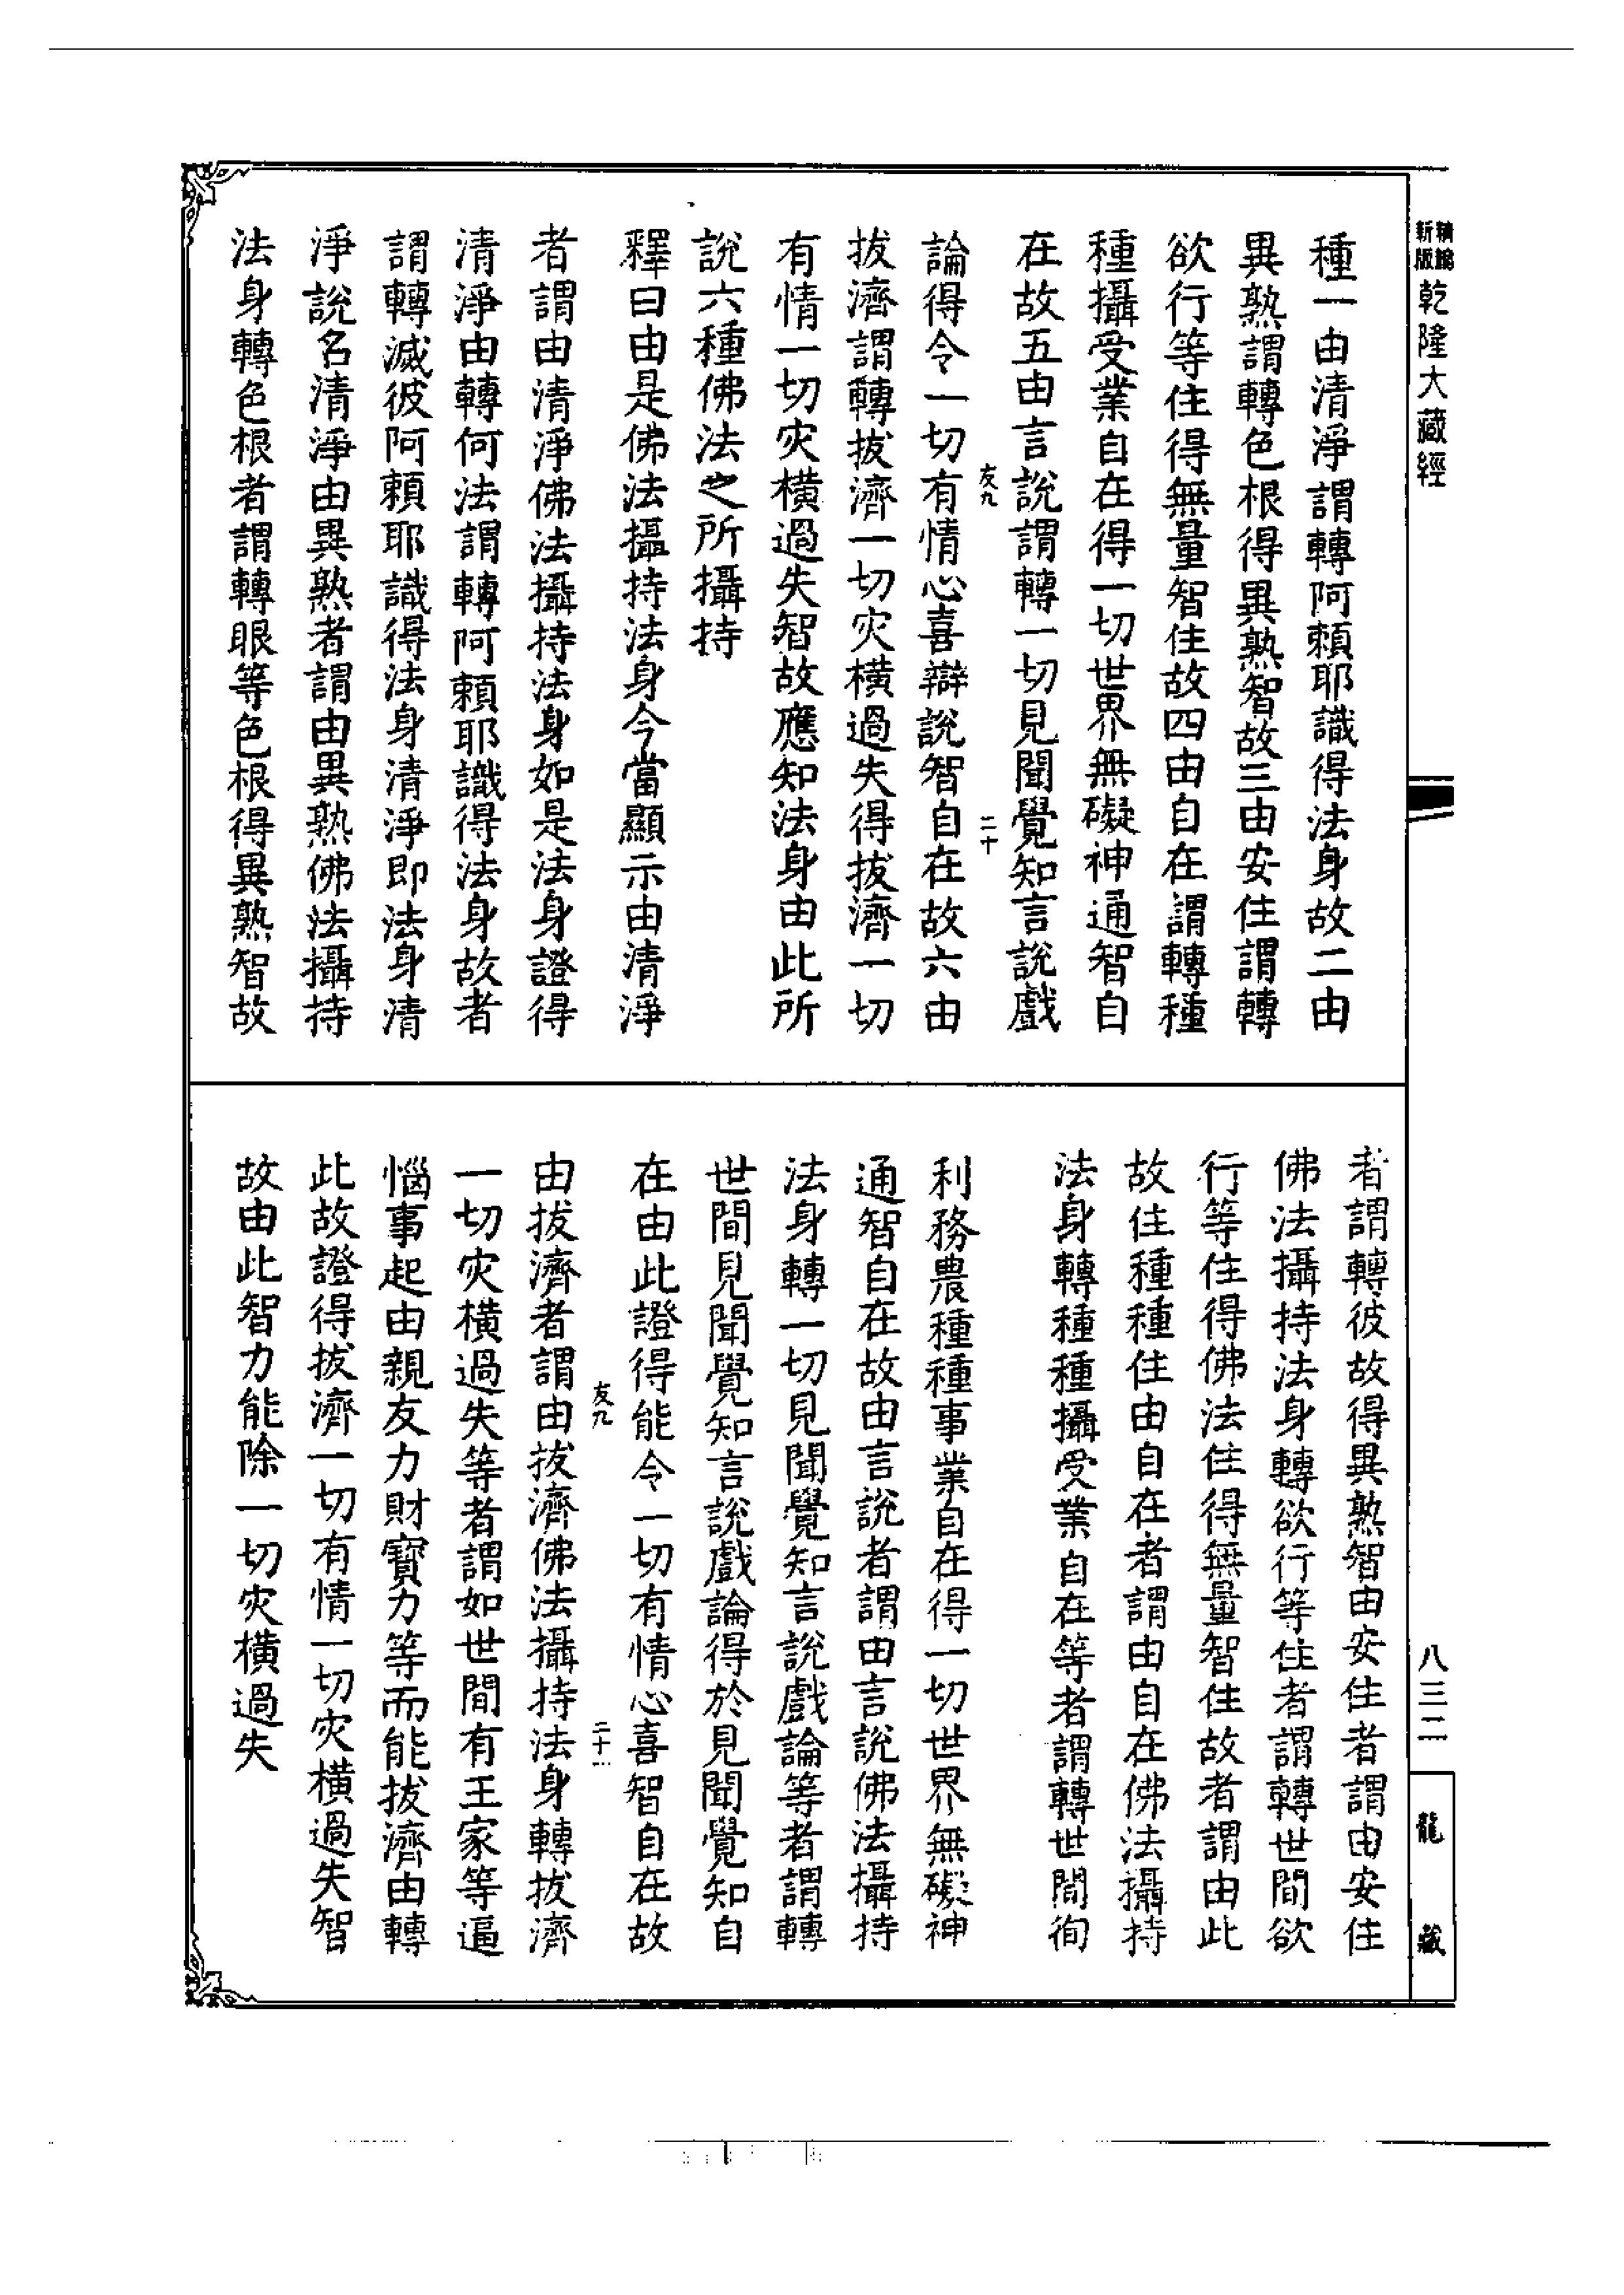 精編
新版
乾隆大藏經
種一由清淨謂轉阿賴耶識得法身故二由
異熟謂轉色根得異熟智故三由安住謂轉
欲行等住得無量智住故四由自在謂轉種
種攝受業自在得一切世界無礙神通智自
在故五由言說謂轉一切見聞覺知言說戲
友九
二十
論得令一切有情心喜辯說智自在故六由
拔濟謂轉拔濟一切灾橫過失得拔濟一切
有情一切灾橫過失智故應知法身由此所
說六種佛法之所攝持
釋曰由是佛法攝持法身今當顯示由清淨
者謂由清淨佛法攝持法身如是法身證得
清淨由轉何法謂轉阿賴耶識得法身故者
謂轉滅彼阿賴耶識得法身清淨即法身清
淨說名清淨由異熟者謂由異熟佛法攝持
法身轉色根者謂轉眼等色根得異熟智故
者謂轉彼故得異熟智由安住者謂由安住
佛法攝持法身轉欲行等住者謂轉世間欲
行等住得佛法住得無量智住故者謂由此
故住種種住由自在者謂由自在佛法攝持
法身轉種種攝受業自在等者謂轉世間徇
利務農種種事業自在得一切世界無礙神
通智自在故由言說者謂由言說佛法攝持
法身轉一切見聞覺知言說戲論等者謂轉
世間見聞覺知言說戲論得於見聞覺知自
在由此證得能令一切有情心喜智自在故
友九
二十一
由拔濟者謂由拔濟佛法攝持法身轉拔濟
一切灾橫過失等者謂如世間有王家等逼
惱事起由親友力財寶力等而能拔濟由轉
此故證得拔濟一切有情一切灾橫過失智
故由此智力能除一切灾橫過失
八三二
龍藏